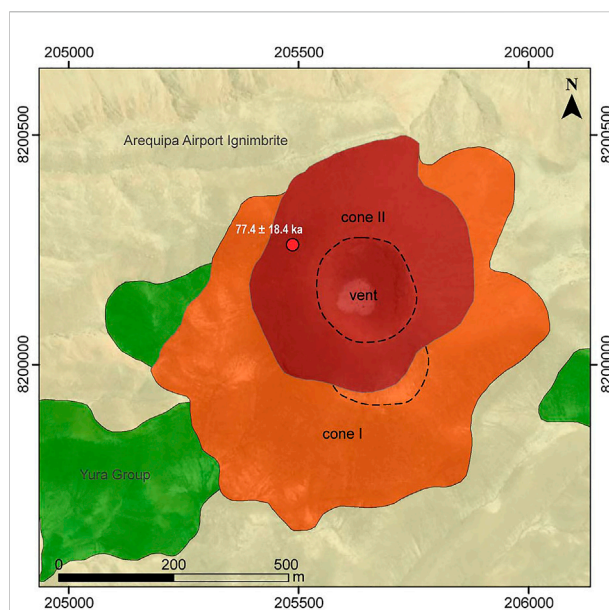 205000 205500 206000
N
8200500
8200500
Arequipa Airport Ignimbrite
cone II
77.4 ± 18.4 ka
vent
8200000
8200000
cone I
Yura Group
0 200 500
m
205000 205500 206000